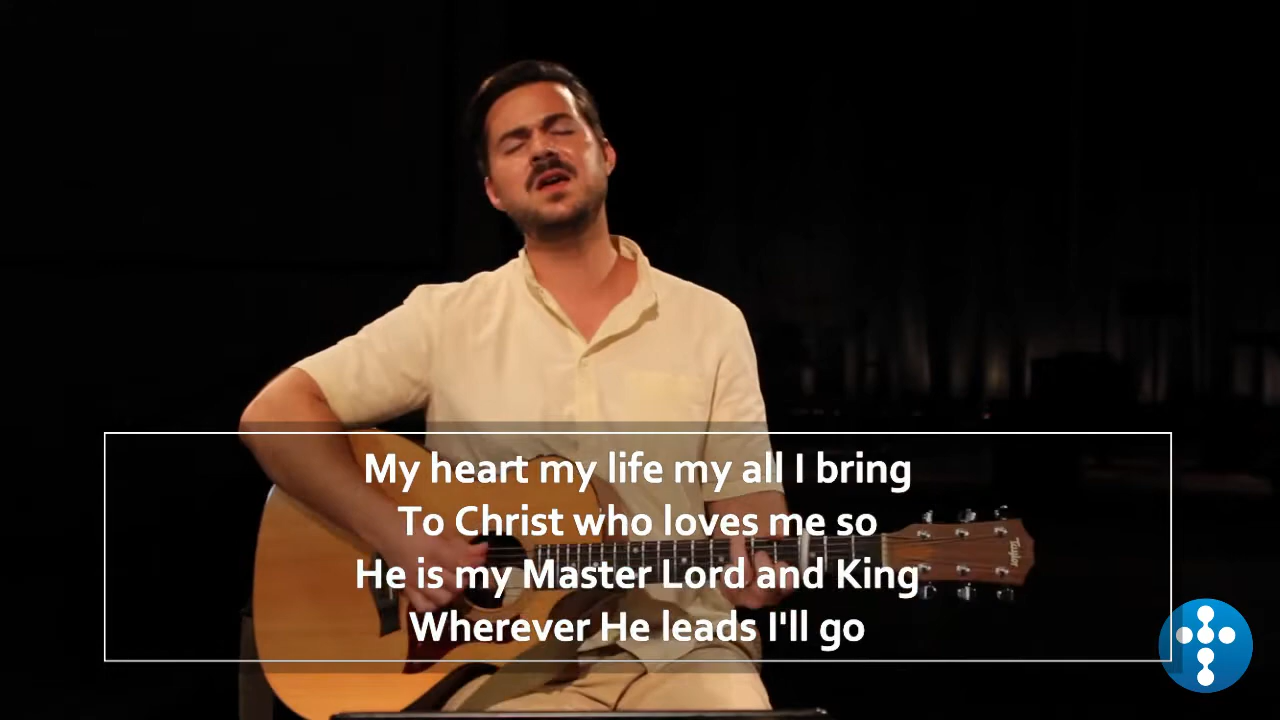 My heart my life my all I bring
To Christ who loves me so
He is my Master Lord and King
Wherever He leads I'll go
Taylor